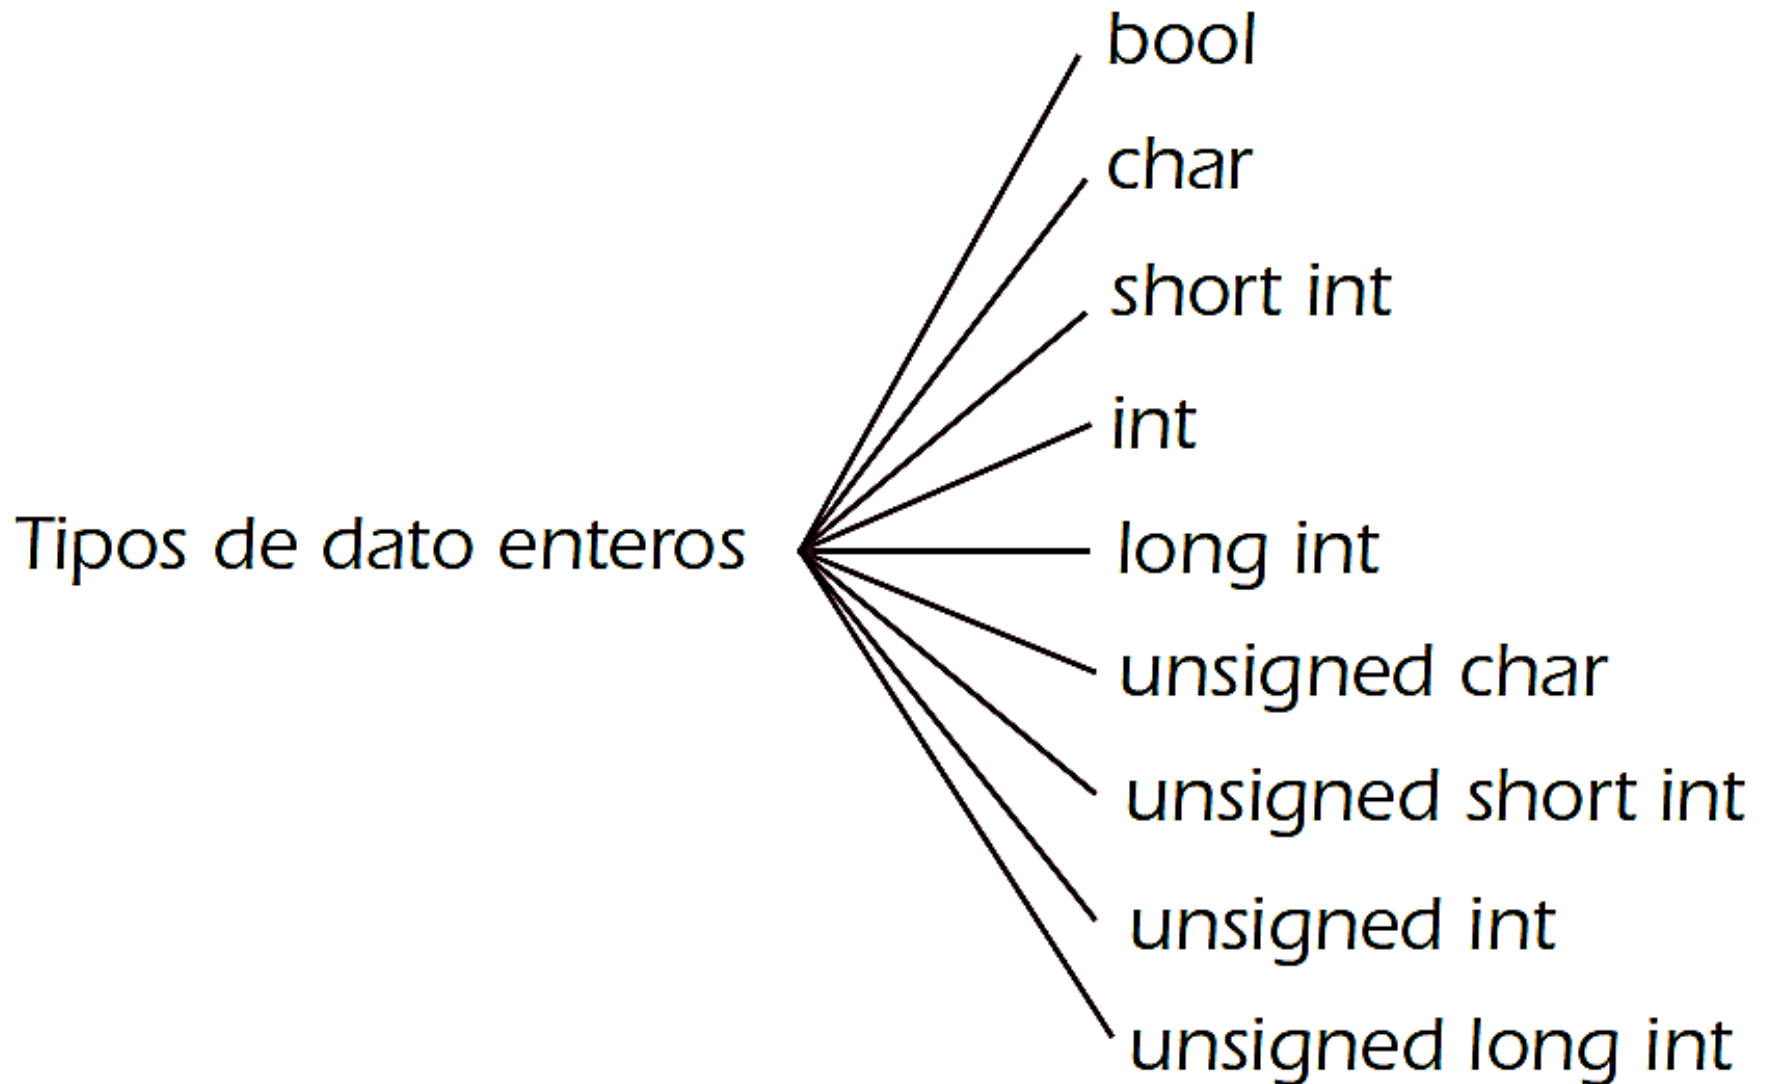 bool
char
short int
int
Tipos de dato enteros
long int
unsigned char
unsigned short int
unsigned int
unsigned long int